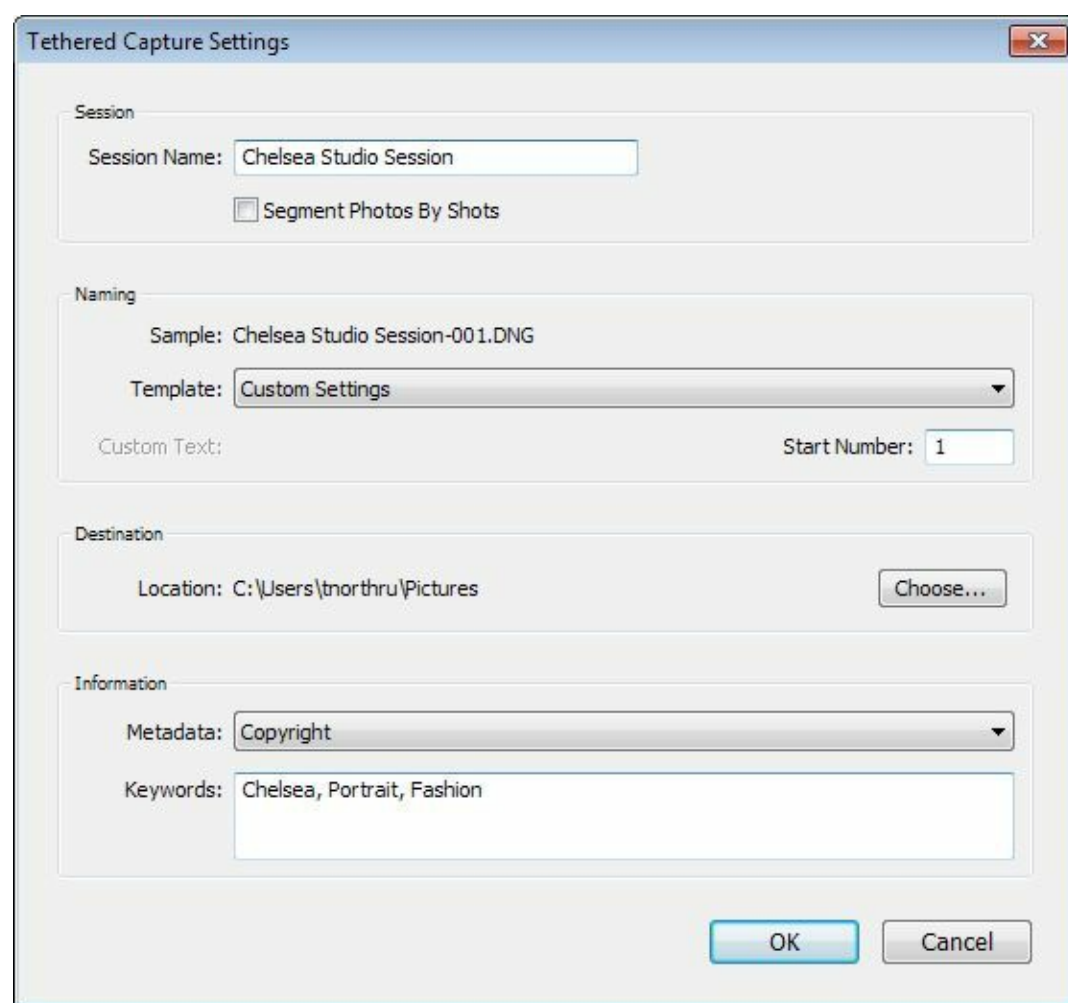 Tethered Capture Settings
Session
Session Name: Chelsea Studio Session
Segment Photos By Shots
Naming
Sample: Chelsea Studio Session-001.DNG
Template: Custom Settings
Custom Text: Start Number: 1
Destination
Location: C:\Users\tnorthru\Pictures Choose...
Information
Metadata: Copyright
Keywords: Chelsea, Portrait, Fashion
OK Cancel